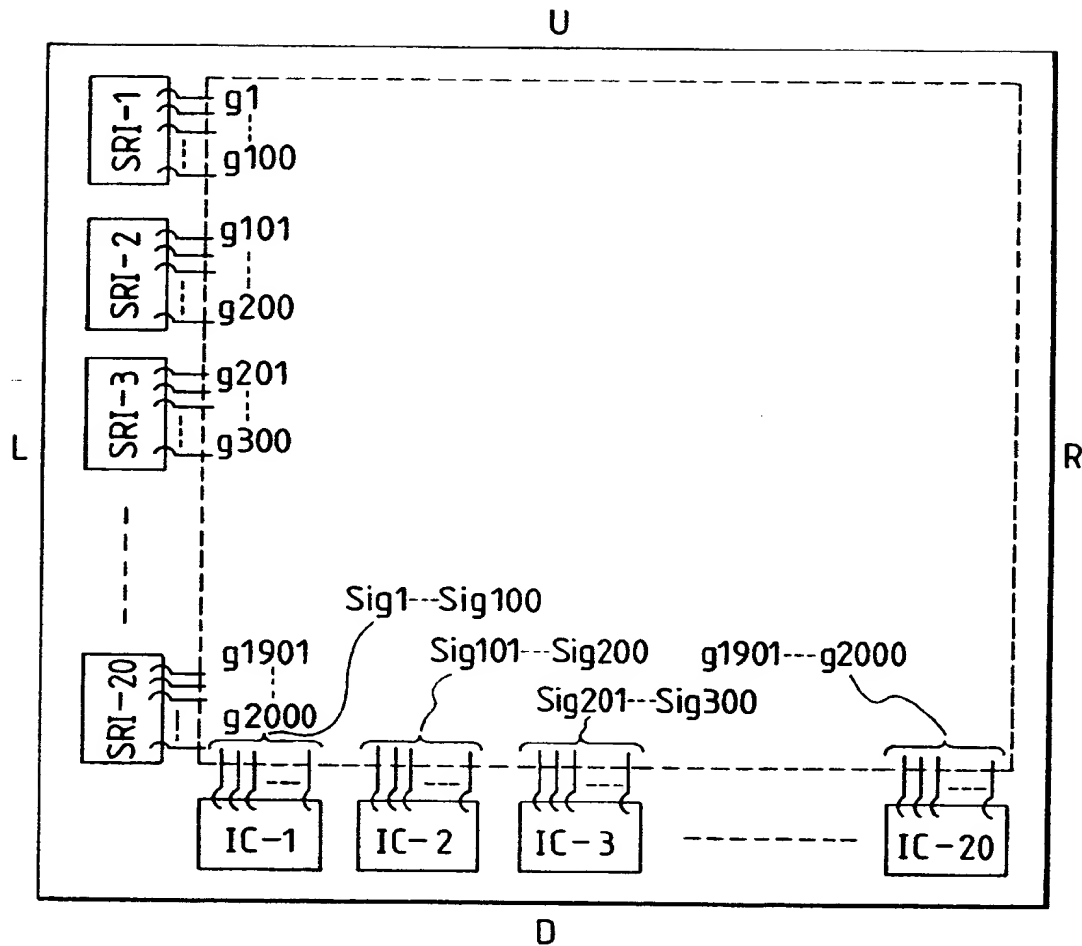 U
SRI-1
g1
g100
SRI-2
g101
g200
SRI-3
g201
g300
L
R
Sig1---Sig100
SRI-20
g1901
g2000
Sig101---Sig200
g1901---g2000
Sig201---Sig300
IC-1
IC-2
IC-3
IC-20
D